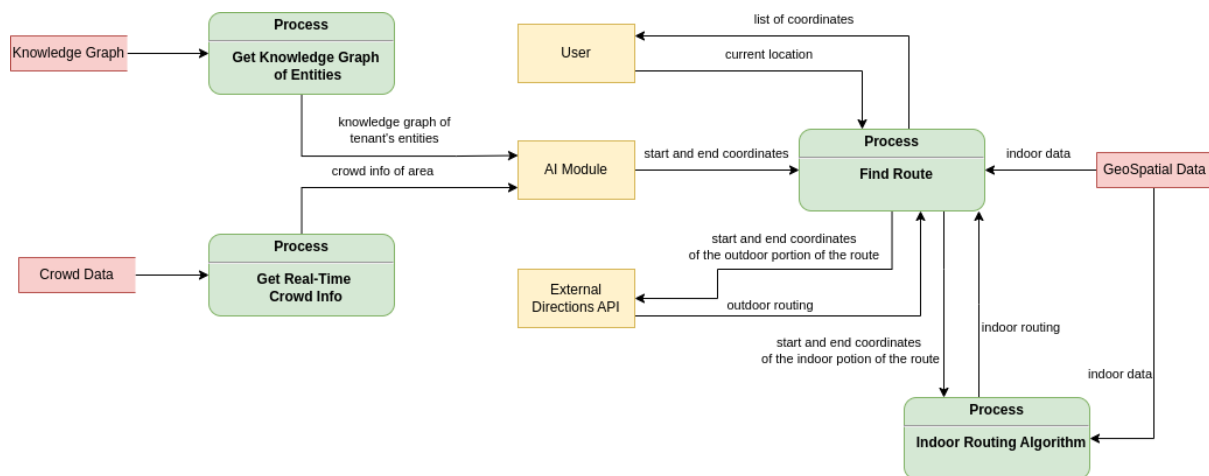 Knowledge Graph
Process
Get Knowledge Graph
of Entities
knowledge graph of
tenant's entities
crowd info of area
Crowd Data
Process
Get Real-Time
Crowd Info
User
list of coordinates
current location
AI Module
start and end coordinates
Process
Find Route
indoor data
GeoSpatial Data
start and end coordinates
of the outdoor portion of the route
External
Directions API
outdoor routing
start and end coordinates
of the indoor potion of the route
indoor routing
indoor data
Process
Indoor Routing Algorithm